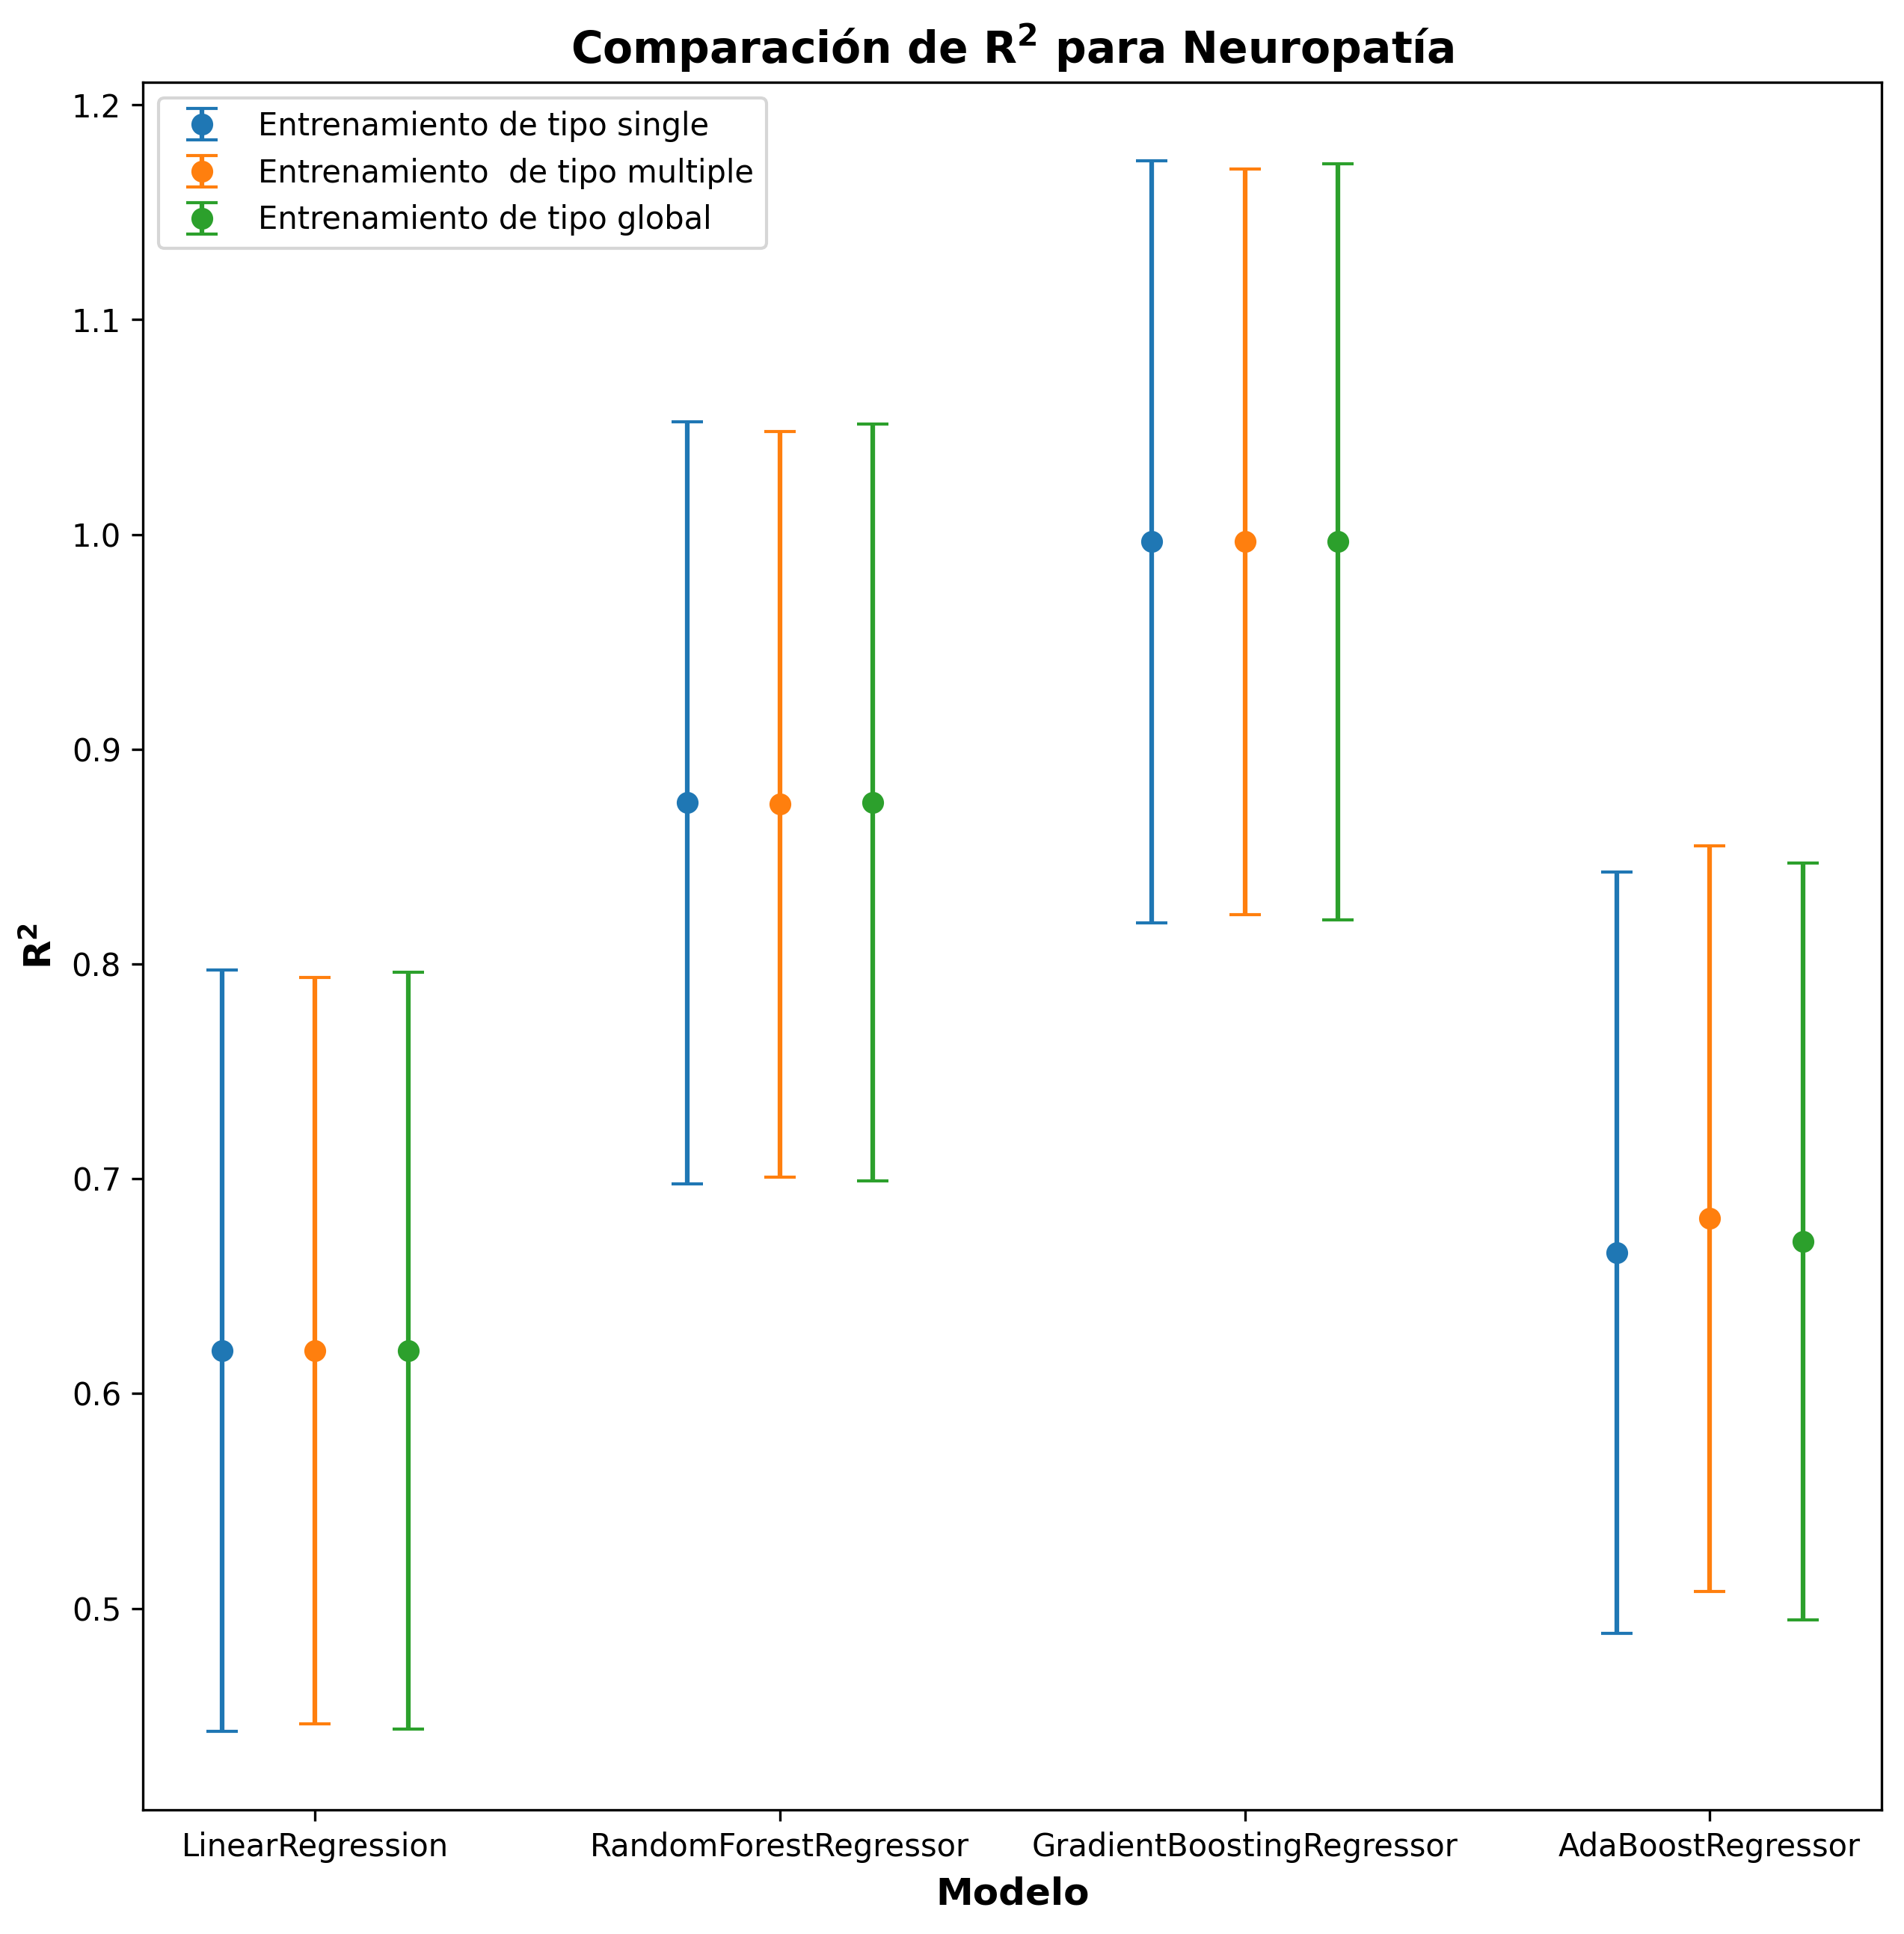 Comparación de R² para Neuropatía
Entrenamiento de tipo single
Entrenamiento  de tipo multiple
Entrenamiento de tipo global
1.2
1.1
1.0
0.9
0.8
0.7
0.6
0.5
R²
LinearRegression
RandomForestRegressor
GradientBoostingRegressor
AdaBoostRegressor
Modelo